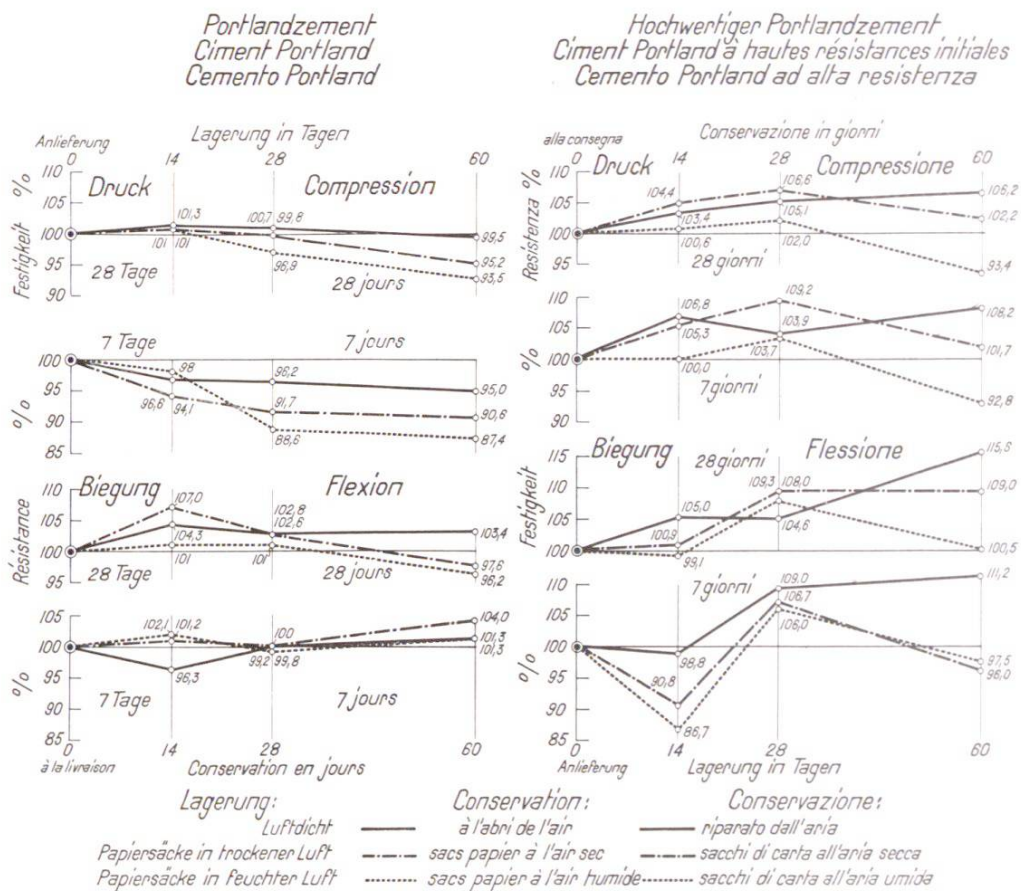 Portlandzement
Ciment Portland
Cemento Portland
Anlieferung
Lagerung in Tagen
0 14 28 60
110
105
100
95
90
%
Festigkeit
Druck
Compression
101,3
100,7 99,8
99,5
101 101
96,9
95,2
93,5
28 Tage
28 jours
7 Tage
7 jours
100
95
90
85
%
98
96,2
95,0
96,6 94,1
91,7
90,6
88,6
87,4
Biegung
Flexion
110
105
100
95
Résistance
107,0
102,8
102,6
104,3
103,4
101
101
97,6
96,2
28 Tage
28 jours
105
100
95
90
85
%
102,1 101,2
100
104,0
99,2 99,8
101,3
101,3
96,3
7 Tage
7 jours
0 14 28 60
à la livraison
Conservation en jours
Hochwertiger Portlandzement
Ciment Portland à hautes résistances initiales
Cemento Portland ad alta resistenza
alla consegna
Conservazione in giorni
0 14 28 60
110
105
100
95
90
%
Resistenza
Druck
Compressione
104,4
106,6
106,2
103,4
105,1
102,2
100,6
102,0
93,4
28 giorni
110
105
100
95
90
%
106,8
109,2
108,2
105,3
103,9
103,7
101,7
100,0
92,8
7 giorni
Biegung
28 giorni
Flessione
115
110
105
100
Festigkeit
109,3 108,0
115,6
109,0
105,0
104,6
100,9
100,5
99,1
7 giorni
110
105
100
95
90
85
%
109,0
111,2
106,7
106,0
98,8
90,8
97,5
96,0
86,7
0 14 28 60
Anlieferung
Lagerung in Tagen
Lagerung: Conservation: Conservazione:
Luftdicht à l'abri de l'air riparato dall'aria
Papiersäcke in trockener Luft sacs papier à l'air sec sacchi di carta all'aria secca
Papiersäcke in feuchter Luft sacs papier à l'air humide sacchi di carta all'aria umida